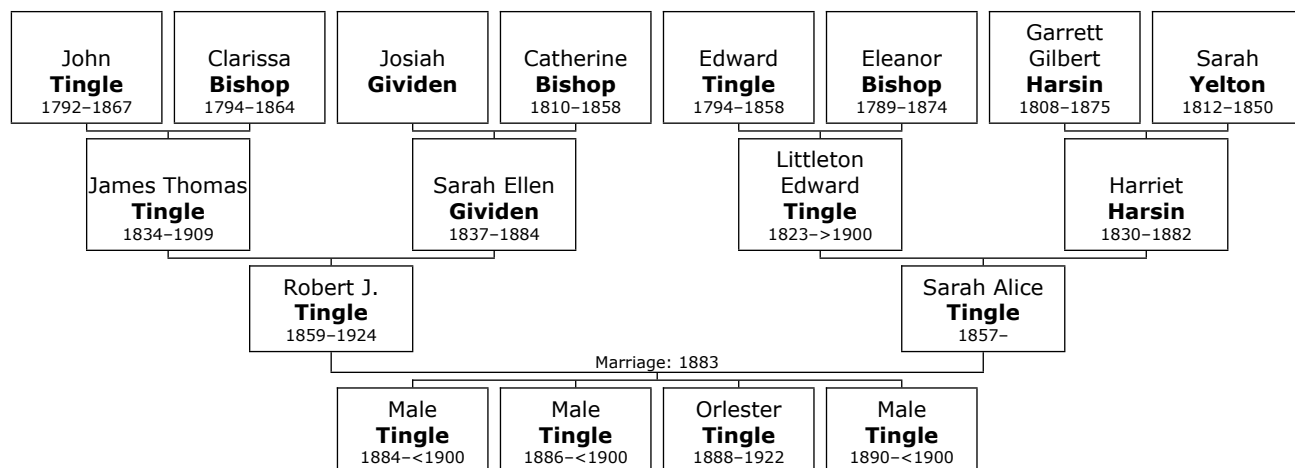 John
Tingle
1792–1867
Clarissa
Bishop
1794–1864
Josiah
Gividen
Catherine
Bishop
1810–1858
Edward
Tingle
1794–1858
Eleanor
Bishop
1789–1874
Garrett
Gilbert
Harsin
1808–1875
Sarah
Yelton
1812–1850
James Thomas
Tingle
1834–1909
Sarah Ellen
Gividen
1837–1884
Littleton
Edward
Tingle
1823–>1900
Harriet
Harsin
1830–1882
Robert J.
Tingle
1859–1924
Sarah Alice
Tingle
1857–
Marriage: 1883
Male
Tingle
1884–<1900
Male
Tingle
1886–<1900
Orlester
Tingle
1888–1922
Male
Tingle
1890–<1900